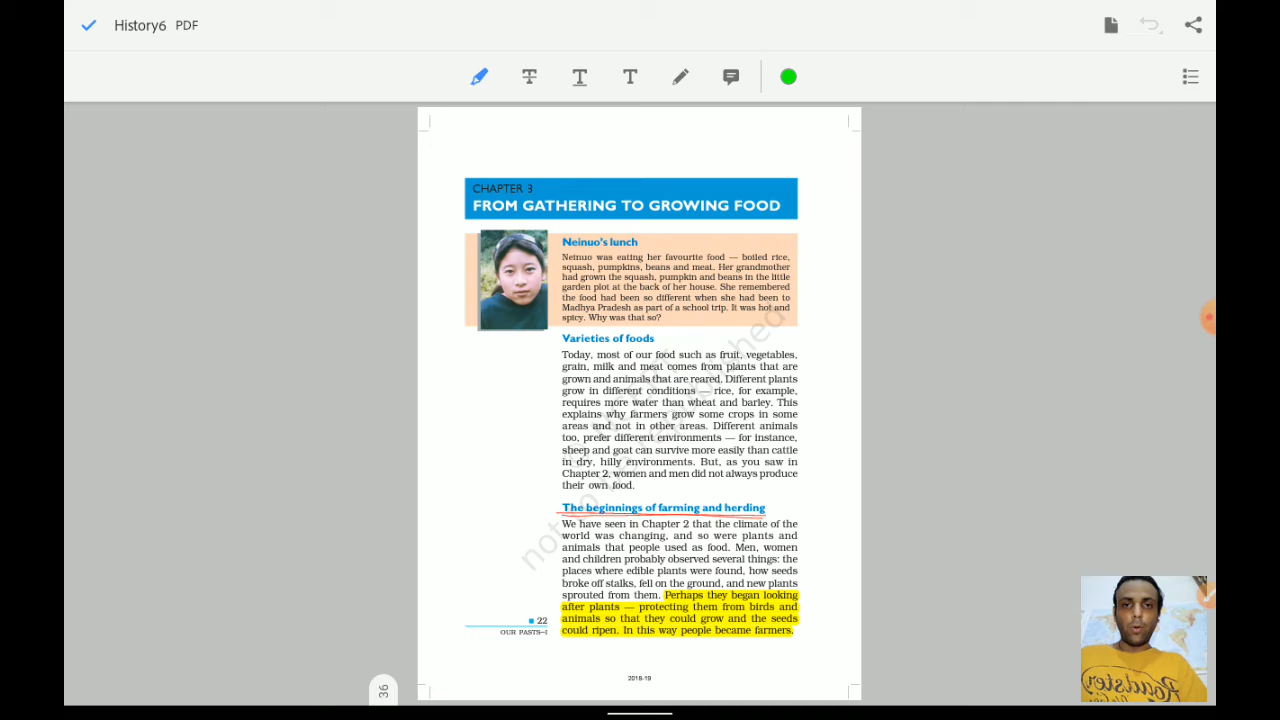 History6 PDF
CHAPTER 3
FROM GATHERING TO GROWING FOOD
Neinuo's lunch
Neinuo was eating her favourite food — boiled rice,
squash, pumpkins, beans and meat. Her grandmother
had grown the squash, pumpkin and beans in the little
garden plot at the back of her house. She remembered
the food had been so different when she had been to
Madhya Pradesh as part of a school trip. It was hot and
spicy. Why was that so?
Varieties of foods
Today, most of our food such as fruit, vegetables,
grain, milk and meat comes from plants that are
grown and animals that are reared. Different plants
grow in different conditions — rice, for example,
requires more water than wheat and barley. This
explains why farmers grow some crops in some
areas and not in other areas. Different animals
too, prefer different environments — for instance,
sheep and goat can survive more easily than cattle
in dry, hilly environments. But, as you saw in
Chapter 2, women and men did not always produce
their own food.
The beginnings of farming and herding
We have seen in Chapter 2 that the climate of the
world was changing, and so were plants and
animals that people used as food. Men, women
and children probably observed several things: the
places where edible plants were found, how seeds
broke off stalks, fell on the ground, and new plants
sprouted from them. Perhaps they began looking
after plants — protecting them from birds and
animals so that they could grow and the seeds
could ripen. In this way people became farmers.
22
OUR PASTS–I
2018-19
36
Roadster